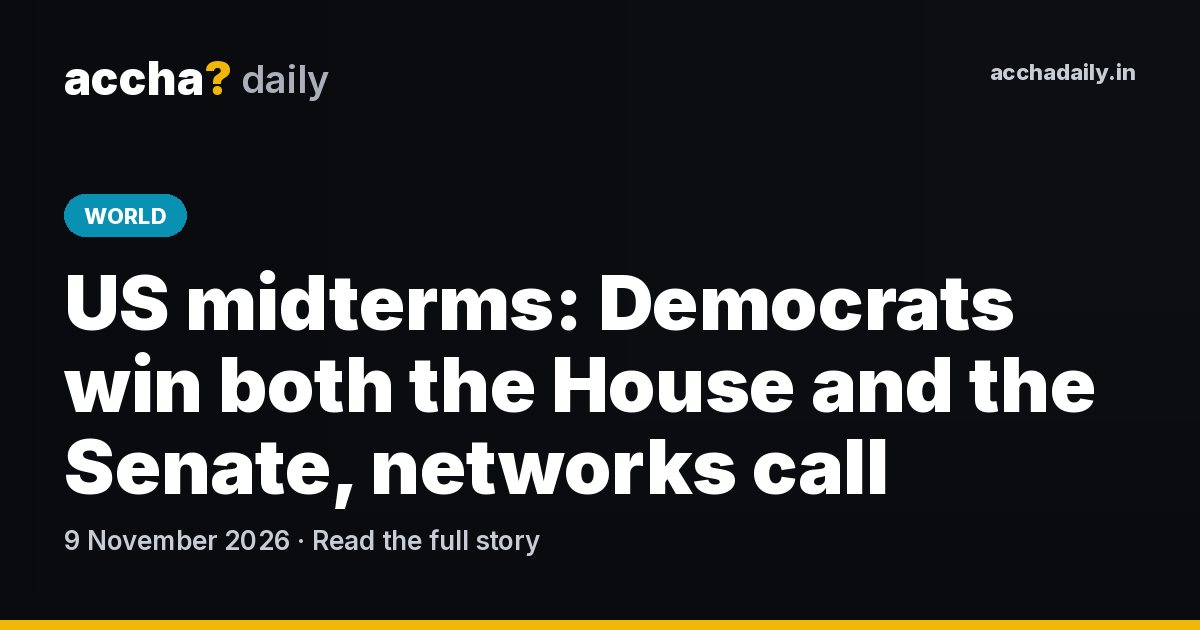 accha? daily
acchadaily.in
WORLD
US midterms: Democrats
win both the House and the
Senate, networks call
9 November 2026 · Read the full story